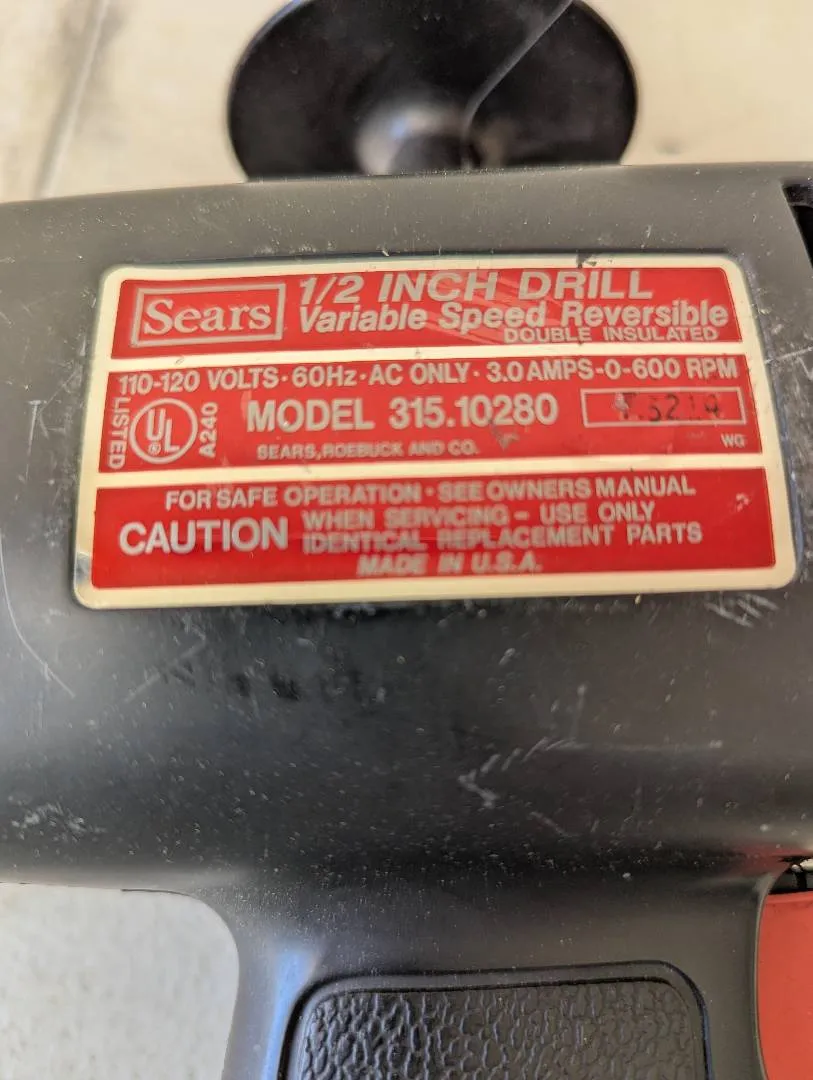 Sears
1/2 INCH DRILL
Variable Speed Reversible
DOUBLE INSULATED
110-120 VOLTS·60Hz·AC ONLY·3.0 AMPS-0-600 RPM
LISTED
UL
®
A240
MODEL 315.10280
SEARS, ROEBUCK AND CO.
WG
FOR SAFE OPERATION·SEE OWNERS MANUAL
CAUTION
WHEN SERVICING - USE ONLY
IDENTICAL REPLACEMENT PARTS
MADE IN U.S.A.